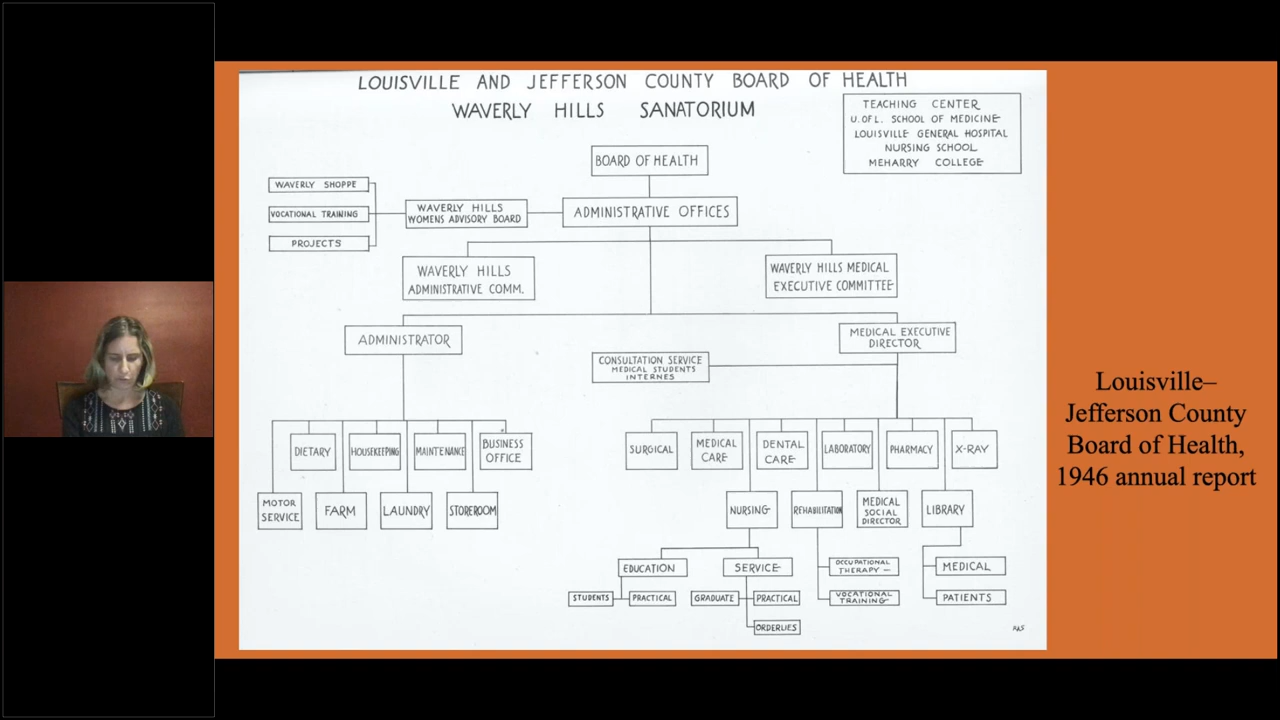 LOUISVILLE AND JEFFERSON COUNTY BOARD OF HEALTH
WAVERLY HILLS SANATORIUM
TEACHING CENTER
U. OF L. SCHOOL OF MEDICINE
LOUISVILLE GENERAL HOSPITAL
NURSING SCHOOL
MEHARRY COLLEGE
BOARD OF HEALTH
WAVERLY SHOPPE
VOCATIONAL TRAINING
PROJECTS
WAVERLY HILLS
WOMENS ADVISORY BOARD
ADMINISTRATIVE OFFICES
WAVERLY HILLS
ADMINISTRATIVE COMM.
WAVERLY HILLS MEDICAL
EXECUTIVE COMMITTEE
ADMINISTRATOR
MEDICAL EXECUTIVE
DIRECTOR
CONSULTATION SERVICE
MEDICAL STUDENTS
INTERNES
DIETARY
HOUSEKEEPING
MAINTENANCE
BUSINESS
OFFICE
MOTOR
SERVICE
FARM
LAUNDRY
STOREROOM
SURGICAL
MEDICAL
CARE
DENTAL
CARE
LABORATORY
PHARMACY
X-RAY
NURSING
REHABILITATION
MEDICAL
SOCIAL
DIRECTOR
LIBRARY
EDUCATION
SERVICE
STUDENTS
PRACTICAL
GRADUATE
PRACTICAL
ORDERLIES
OCCUPATIONAL
THERAPY —
VOCATIONAL
TRAINING
MEDICAL
PATIENTS
Louisville–
Jefferson County
Board of Health,
1946 annual report